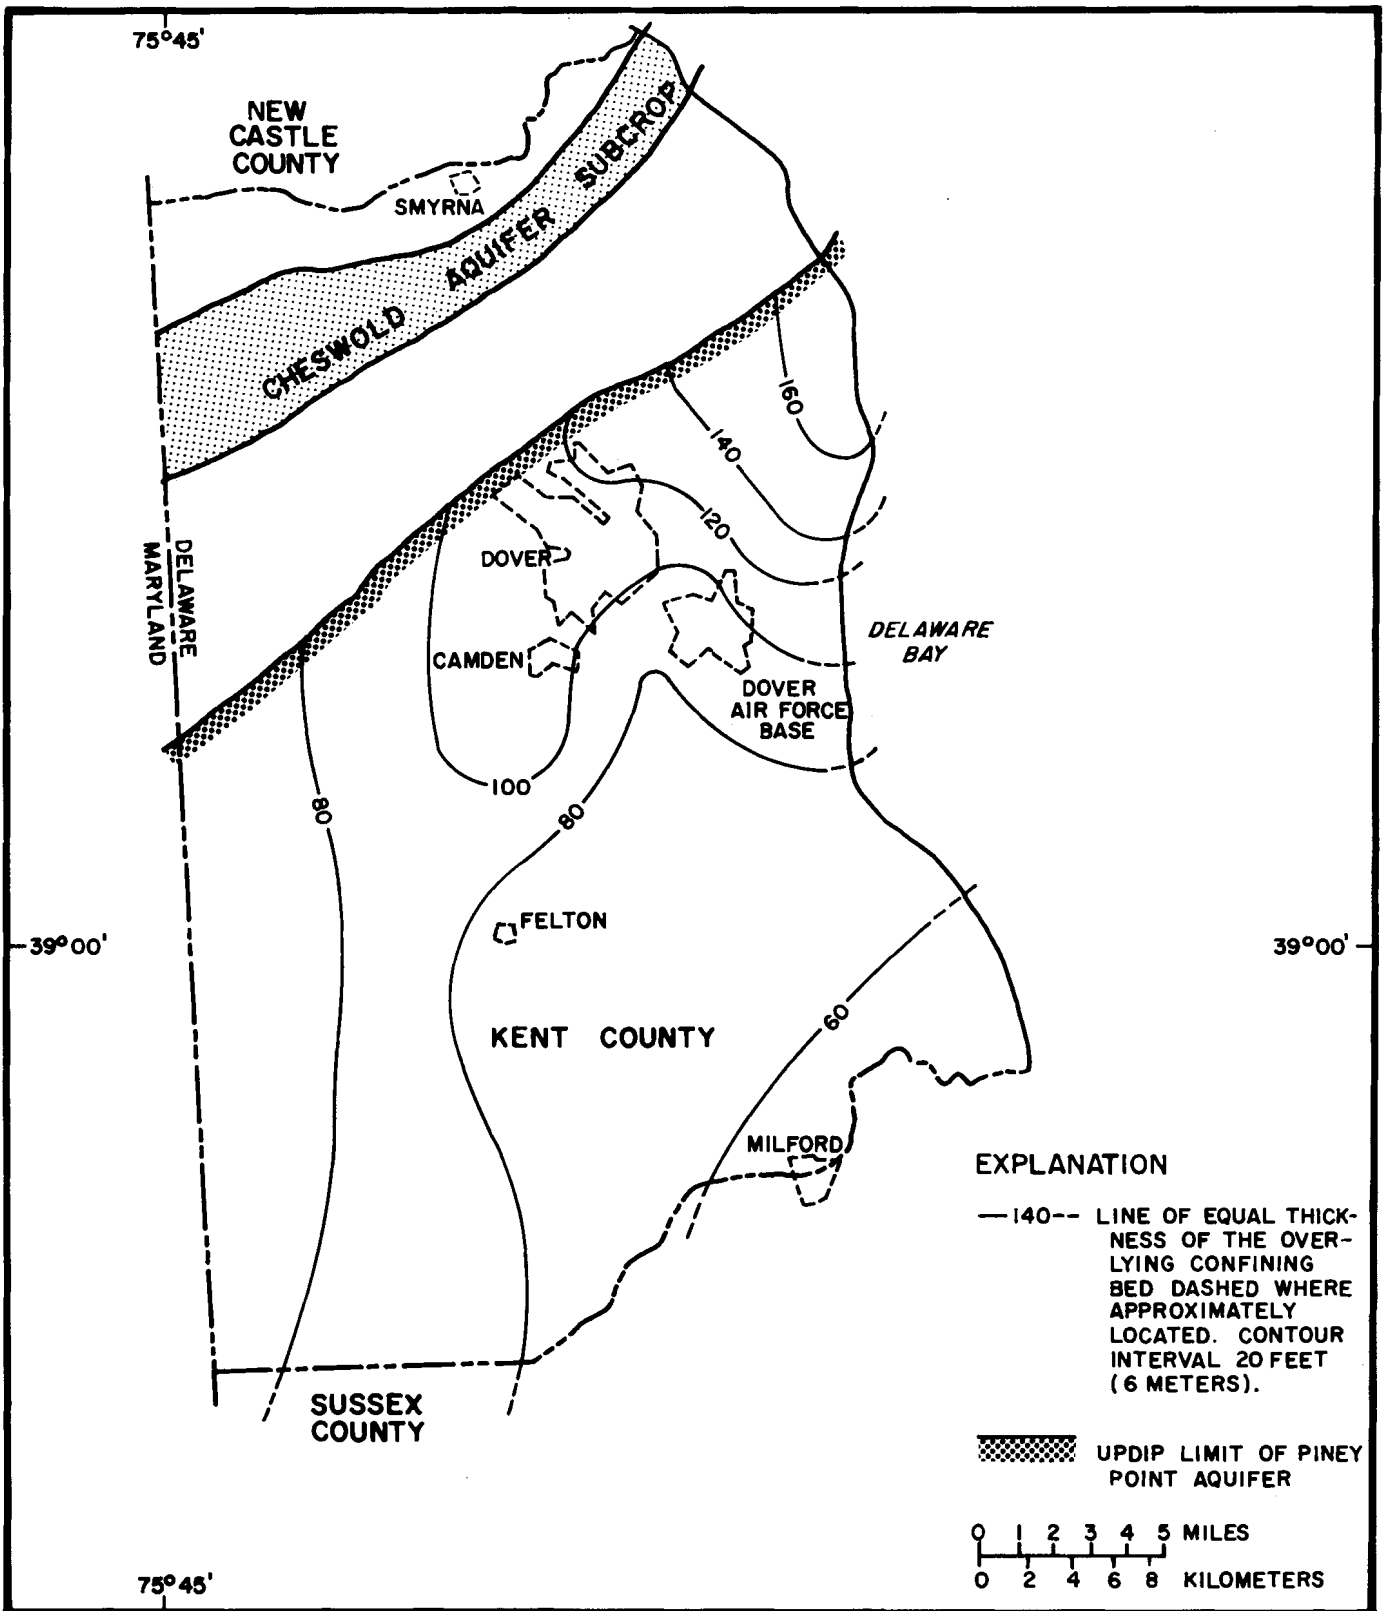 75°45'
NEW
CASTLE
COUNTY
SMYRNA
CHESWOLD AQUIFER SUBCROP
160
140
120
DOVER
DELAWARE
MARYLAND
CAMDEN
DELAWARE
BAY
DOVER
AIR FORCE
BASE
100
80
80
FELTON
39°00'
39°00'
60
KENT COUNTY
MILFORD
EXPLANATION
—140-- LINE OF EQUAL THICK-
NESS OF THE OVER-
LYING CONFINING
BED DASHED WHERE
APPROXIMATELY
LOCATED. CONTOUR
INTERVAL 20 FEET
(6 METERS).
SUSSEX
COUNTY
UPDIP LIMIT OF PINEY
POINT AQUIFER
0 1 2 3 4 5 MILES
0 2 4 6 8 KILOMETERS
75°45'